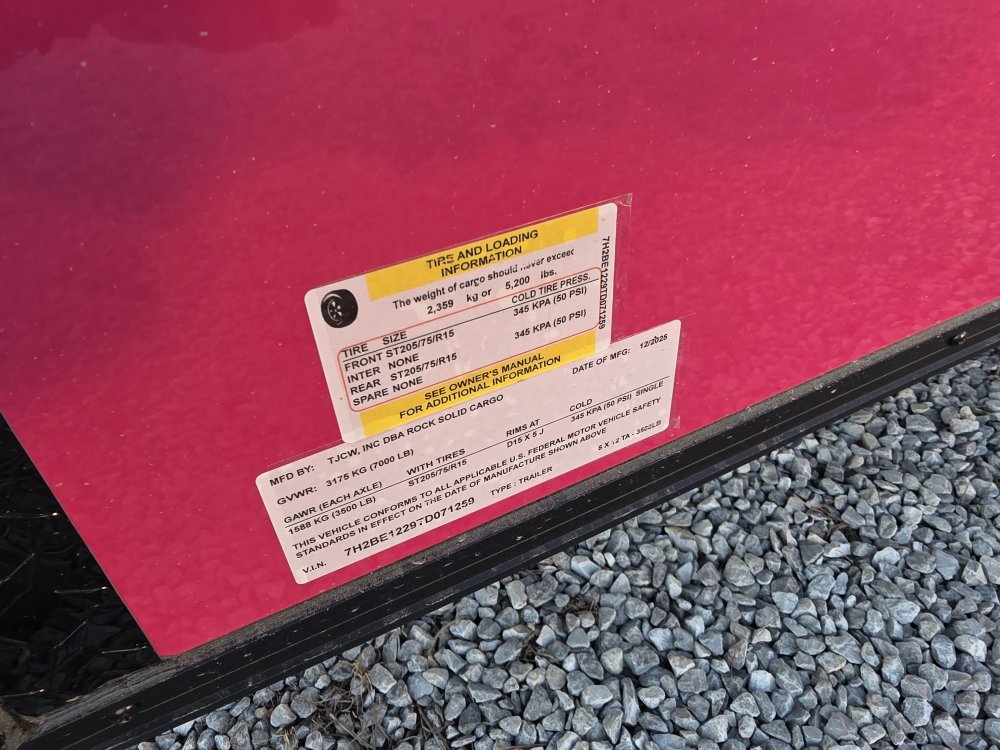 TIRE AND LOADING
INFORMATION
The weight of cargo should never exceed
2,359 kg or 5,200 lbs.
TIRE SIZE COLD TIRE PRESS.
FRONT ST205/75/R15 345 KPA (50 PSI)
INTER NONE
REAR ST205/75/R15 345 KPA (50 PSI)
SPARE NONE
SEE OWNER'S MANUAL
FOR ADDITIONAL INFORMATION
7H2BE1229TD071259
MFD BY: TJCW, INC DBA ROCK SOLID CARGO DATE OF MFG: 12/2025
GVWR: 3175 KG (7000 LB)
GAWR (EACH AXLE) WITH TIRES RIMS AT COLD
1588 KG (3500 LB) ST205/75/R15 D15 X 5 J 345 KPA (50 PSI) SINGLE
THIS VEHICLE CONFORMS TO ALL APPLICABLE U.S. FEDERAL MOTOR VEHICLE SAFETY
STANDARDS IN EFFECT ON THE DATE OF MANUFACTURE SHOWN ABOVE
V.I.N. 7H2BE1229TD071259 TYPE : TRAILER 6 X 12 TA - 3500LB